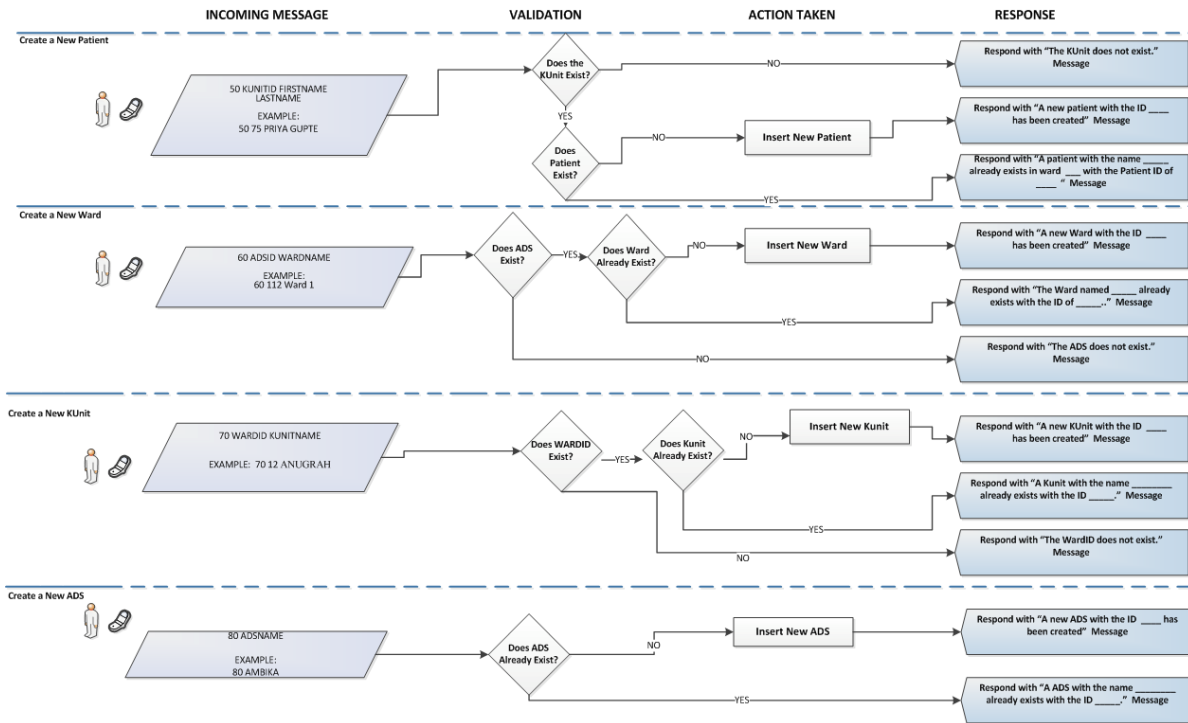 INCOMING MESSAGE
VALIDATION
ACTION TAKEN
RESPONSE
Create a New Patient
50 KUNITID FIRSTNAME
LASTNAME
EXAMPLE:
50 75 PRIYA GUPTE
Does the
KUnit Exist?
NO
Respond with “The KUnit does not exist.”
Message
YES
Does
Patient
Exist?
NO
Insert New Patient
Respond with “A new patient with the ID ____
has been created” Message
YES
Respond with “A patient with the name _____
already exists in ward ___ with the Patient ID of
____ “ Message
Create a New Ward
60 ADSID WARDNAME
EXAMPLE:
60 112 Ward 1
Does ADS
Exist?
YES
Does Ward
Already Exist?
NO
Insert New Ward
Respond with “A new Ward with the ID ____
has been created” Message
YES
Respond with “The Ward named _____ already
exists with the ID of _____..” Message
NO
Respond with “The ADS does not exist.”
Message
Create a New KUnit
70 WARDID KUNITNAME
EXAMPLE: 70 12 ANUGRAH
Does WARDID
Exist?
YES
Does Kunit
Already Exist?
NO
Insert New Kunit
Respond with “A new KUnit with the ID ____
has been created” Message
YES
Respond with “A Kunit with the name ________
already exists with the ID _____.” Message
NO
Respond with “The WardID does not exist.”
Message
Create a New ADS
80 ADSNAME
EXAMPLE:
80 AMBIKA
Does ADS
Already Exist?
NO
Insert New ADS
Respond with “A new ADS with the ID ____ has
been created” Message
YES
Respond with “A ADS with the name ________
already exists with the ID _____.” Message